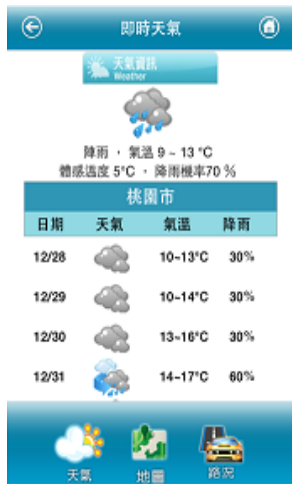 即時天氣
天氣資訊
Weather
陣雨 · 氣溫 9 ~ 13 °C
體感溫度 5°C · 降雨機率70 %
桃園市
日期 天氣 氣溫 降雨
12/28 10~13°C 30%
12/29 10~14°C 30%
12/30 13~16°C 30%
12/31 14~17°C 60%
天氣 地圖 路況